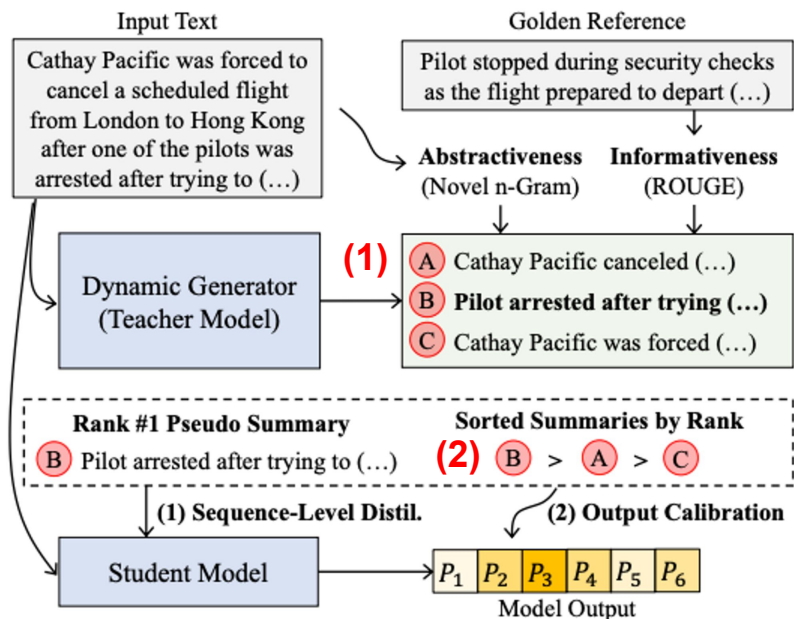 Input Text
Golden Reference
Cathay Pacific was forced to
cancel a scheduled flight
from London to Hong Kong
after one of the pilots was
arrested after trying to (…)
Pilot stopped during security checks
as the flight prepared to depart (…)
Abstractiveness
(Novel n-Gram)
Informativeness
(ROUGE)
Dynamic Generator
(Teacher Model)
(1)
A Cathay Pacific canceled (…)
B Pilot arrested after trying (…)
C Cathay Pacific was forced (…)
Rank #1 Pseudo Summary
B Pilot arrested after trying to (…)
Sorted Summaries by Rank
(2) B > A > C
(1) Sequence-Level Distil.
(2) Output Calibration
Student Model
P1 P2 P3 P4 P5 P6
Model Output